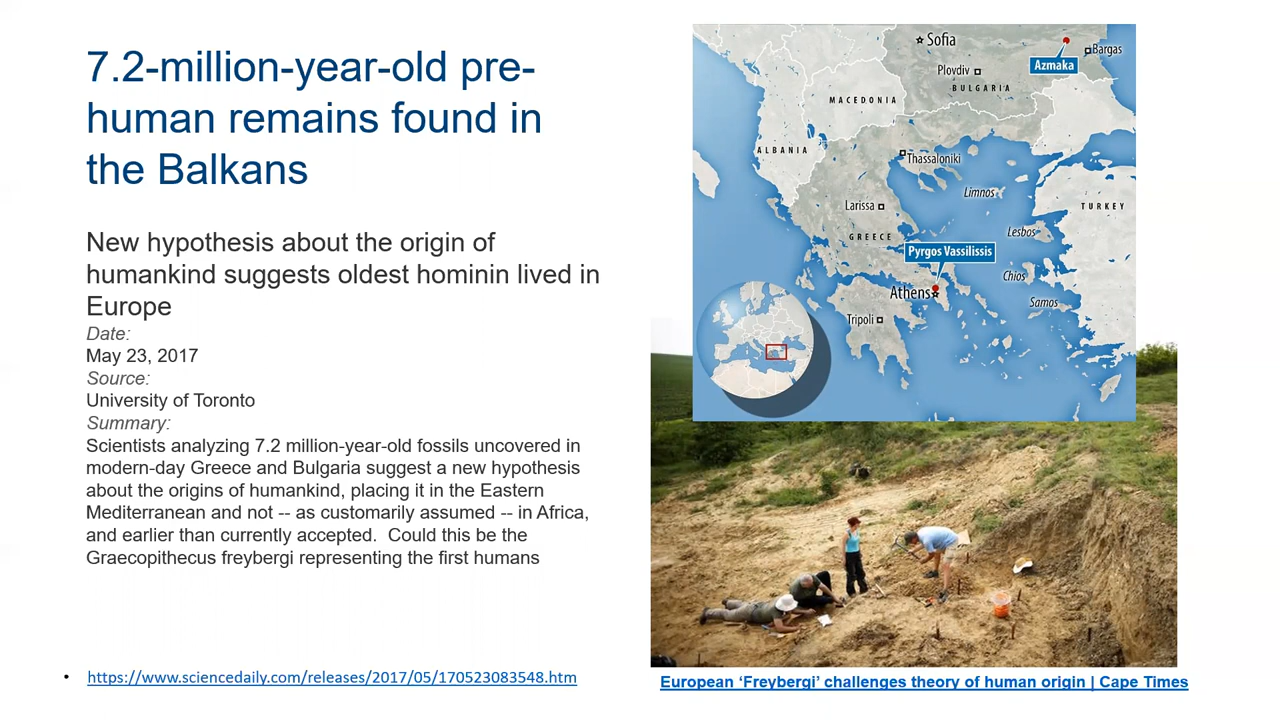 7.2-million-year-old pre-
human remains found in
the Balkans
New hypothesis about the origin of
humankind suggests oldest hominin lived in
Europe
Date:
May 23, 2017
Source:
University of Toronto
Summary:
Scientists analyzing 7.2 million-year-old fossils uncovered in
modern-day Greece and Bulgaria suggest a new hypothesis
about the origins of humankind, placing it in the Eastern
Mediterranean and not -- as customarily assumed -- in Africa,
and earlier than currently accepted.  Could this be the
Graecopithecus freybergi representing the first humans
• https://www.sciencedaily.com/releases/2017/05/170523083548.htm
Sofia
Bargas
Azmaka
Plovdiv
BULGARIA
MACEDONIA
ALBANIA
Thassaloniki
Limnos
TURKEY
Larissa
Lesbos
GREECE
Pyrgos Vassilissis
Chios
Athens
Samos
Tripoli
European ‘Freybergi’ challenges theory of human origin | Cape Times